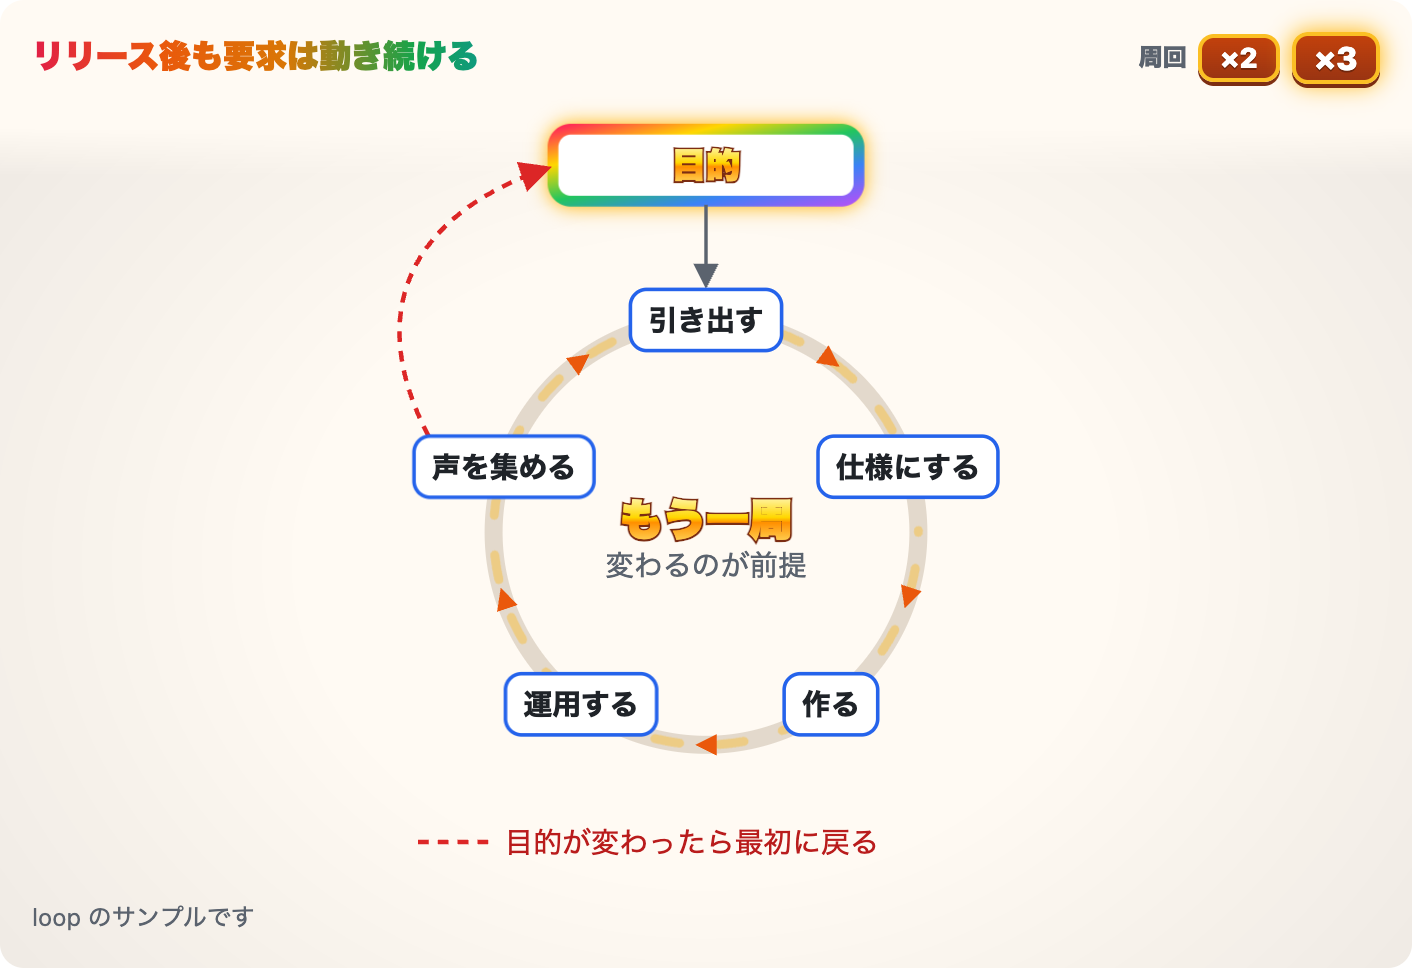 リリース後も要求は動き続ける
周回 ×2 ×3
目的
引き出す
声を集める
仕様にする
もう一周
変わるのが前提
運用する
作る
目的が変わったら最初に戻る
loop のサンプルです